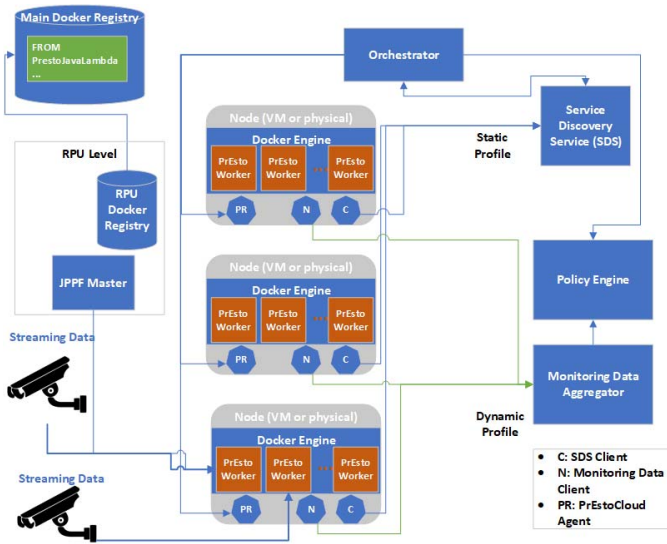 Main Docker Registry
FROM
PrestoJavaLambda
...
Orchestrator
Service
Discovery
Service (SDS)
Static
Profile
RPU Level
RPU
Docker
Registry
JPPF Master
Node (VM or physical)
Docker Engine
PrEsto
Worker
PrEsto
Worker
...
PrEsto
Worker
PR
N
C
Node (VM or physical)
Docker Engine
PrEsto
Worker
PrEsto
Worker
...
PrEsto
Worker
PR
N
C
Policy Engine
Streaming Data
Monitoring Data
Aggregator
Dynamic
Profile
Node (VM or physical)
Docker Engine
PrEsto
Worker
PrEsto
Worker
...
PrEsto
Worker
PR
N
C
Streaming Data
• C: SDS Client
• N: Monitoring Data
Client
• PR: PrEstoCloud
Agent